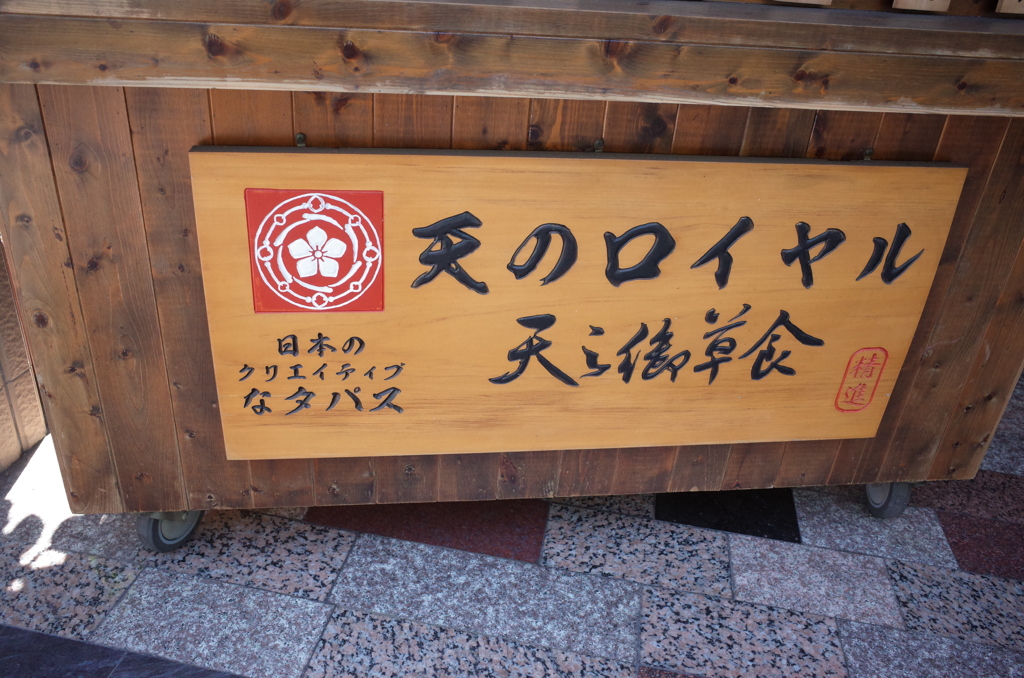 天のロイヤル
天之御草食
日本の
クリエイティブ
なタパス
精進